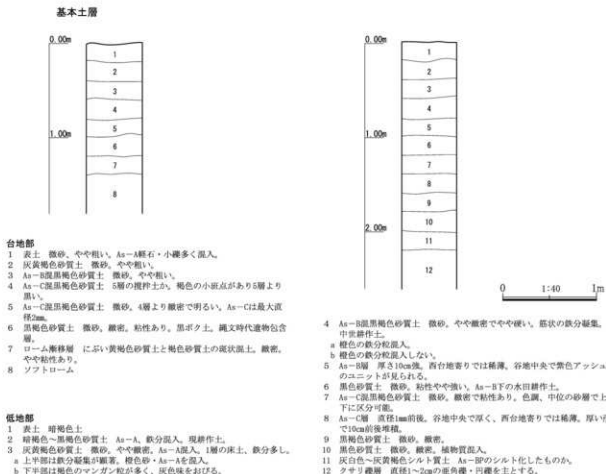 基本土層
0.00m
1
2
3
4
1.00m
5
6
7
8
0.00m
1
2
3
4
1.00m
5
6
7
8
9
2.00m
10
11
12
0 1:40 1m
台地部
1 表土 微砂。やや粗い。As-A軽石・小礫多く混入。
2 灰黄褐色砂質土 微砂。やや粗い。
3 As-B混黒褐色砂質土 微砂。やや粗い。
4 As-C混黒褐色砂質土 5層の攪拌土か。褐色の小斑点があり5層より
黒い。
5 As-C混黒褐色砂質土 微砂。4層より緻密で明るい。As-Cは最大直
径2mm。
6 黒褐色砂質土 微砂。緻密。粘性あり。黒ボク土。縄文時代遺物包含
層。
7 ローム漸移層 にぶい黄褐色砂質土と褐色砂質土の斑状混土。緻密。
やや粘性あり。
8 ソフトローム
低地部
1 表土 暗褐色土
2 暗褐色~黒褐色砂質土 As-A、鉄分混入。現耕作土。
3 灰黄褐色砂質土 微砂。やや緻密。As-A混入。1層の床土、鉄分多し。
a 上半部は鉄分凝集が顕著。橙色砂・As-Aを混入。
b 下半部は褐色のマンガン粒が多く、灰色味をおびる。
4 As-B混黒褐色砂質土 微砂。やや緻密でやや硬い。筋状の鉄分凝集。
中世耕作土。
a 橙色の鉄分粒混入。
b 橙色の鉄分粒混入しない。
5 As-B層 厚さ10cm強。西台地寄りでは稀薄。谷地中央で紫色アッシュ
のユニットが見られる。
6 黒色砂質土 微砂。粘性やや強い。As-B下の水田耕作土。
7 As-C混黒褐色砂質土 微砂。緻密で粘性あり。色調、中位の砂層で上
下に区分可能。
8 As-C層 直径1mm前後。谷地中央で厚く、西台地寄りでは稀薄。厚い所
で10cm前後堆積。
9 黒褐色砂質土 微砂。緻密。
10 黒色砂質土 微砂。緻密。植物質混入。
11 灰白色~灰黄褐色シルト質土 As-BPのシルト化したものか。
12 クサリ礫層 直径1~2cmの亜角礫・円礫を主とする。